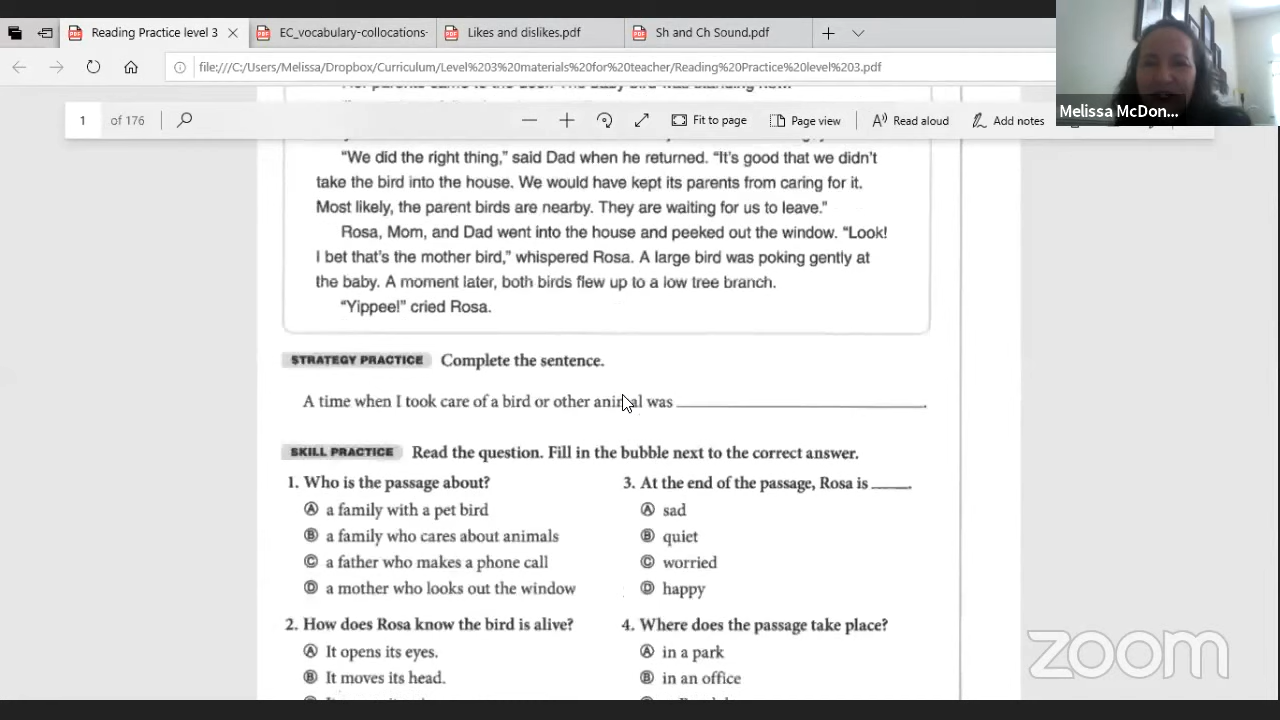 Reading Practice level 3
EC_vocabulary-collocations-
Likes and dislikes.pdf
Sh and Ch Sound.pdf
file:///C:/Users/Melissa/Dropbox/Curriculum/Level%203%20materials%20for%20teacher/Reading%20Practice%20level%203.pdf
Melissa McDon...
1 of 176
Fit to page
Page view
Read aloud
Add notes
“We did the right thing,” said Dad when he returned. “It’s good that we didn’t
take the bird into the house. We would have kept its parents from caring for it.
Most likely, the parent birds are nearby. They are waiting for us to leave.”
Rosa, Mom, and Dad went into the house and peeked out the window. “Look!
I bet that’s the mother bird,” whispered Rosa. A large bird was poking gently at
the baby. A moment later, both birds flew up to a low tree branch.
“Yippee!” cried Rosa.
STRATEGY PRACTICE Complete the sentence.
A time when I took care of a bird or other animal was ____.
SKILL PRACTICE Read the question. Fill in the bubble next to the correct answer.
1. Who is the passage about?
A a family with a pet bird
B a family who cares about animals
C a father who makes a phone call
D a mother who looks out the window
2. How does Rosa know the bird is alive?
A It opens its eyes.
B It moves its head.
3. At the end of the passage, Rosa is ____.
A sad
B quiet
C worried
D happy
4. Where does the passage take place?
A in a park
B in an office
zoom